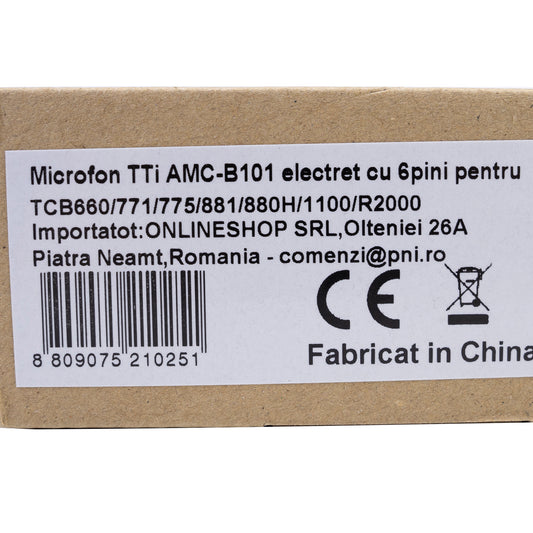 Microfon TTi AMC-B101 electret cu 6pini pentru
TCB660/771/775/881/880H/1100/R2000
Importatot:ONLINESHOP SRL,Olteniei 26A
Piatra Neamt,Romania - comenzi@pni.ro
CE
8 809075 210251
Fabricat in China